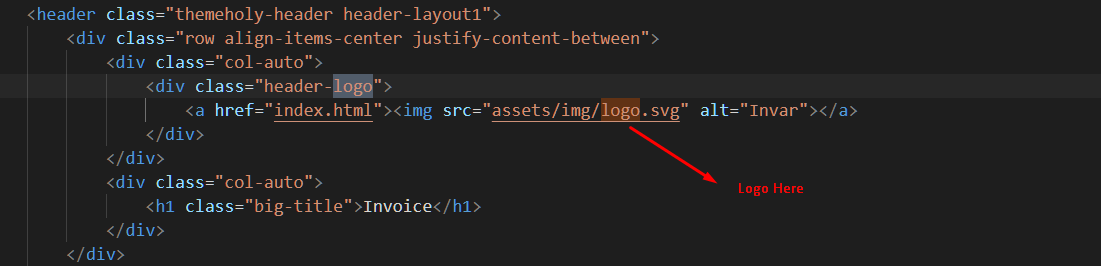 <header class="themeholy-header header-layout1">
<div class="row align-items-center justify-content-between">
<div class="col-auto">
<div class="header-logo">
<a href="index.html"><img src="assets/img/logo.svg" alt="Invar"></a>
</div>
</div>
Logo Here
<div class="col-auto">
<h1 class="big-title">Invoice</h1>
</div>
</div>